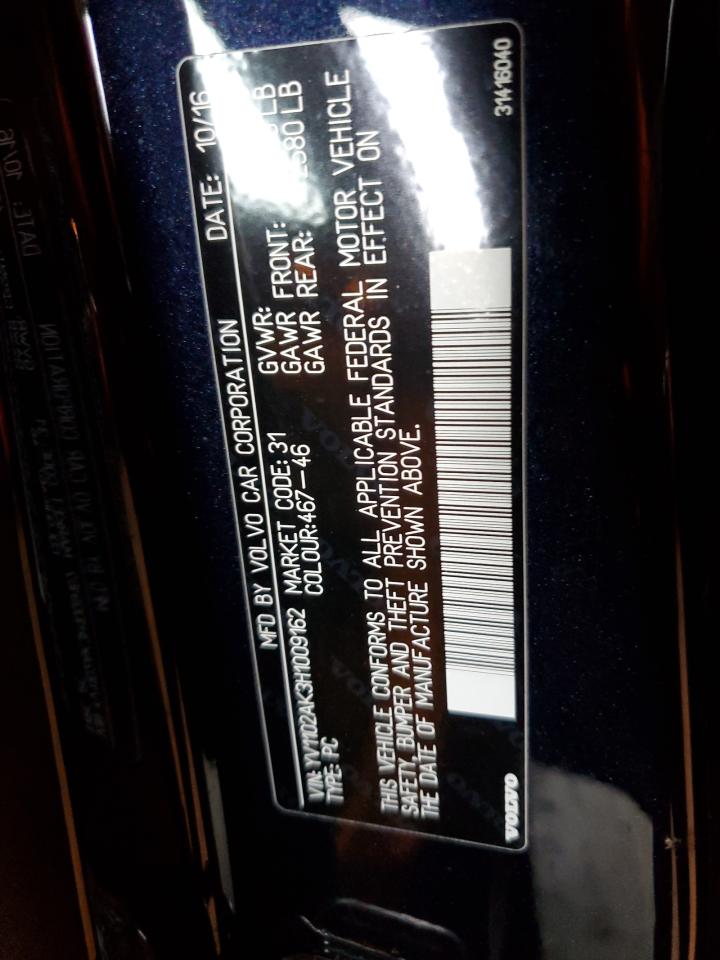 MFD BY VOLVO CAR CORPORATION DATE: 10/16
VIN: YV1102AK3H1009162 MARKET CODE: 31 GVWR:
TYPE: PC COLOUR:467-46 GAWR FRONT: LB
GAWR REAR: LB
THIS VEHICLE CONFORMS TO ALL APPLICABLE FEDERAL MOTOR VEHICLE
SAFETY, BUMPER AND THEFT PREVENTION STANDARDS IN EFFECT ON
THE DATE OF MANUFACTURE SHOWN ABOVE.
VOLVO 31416040